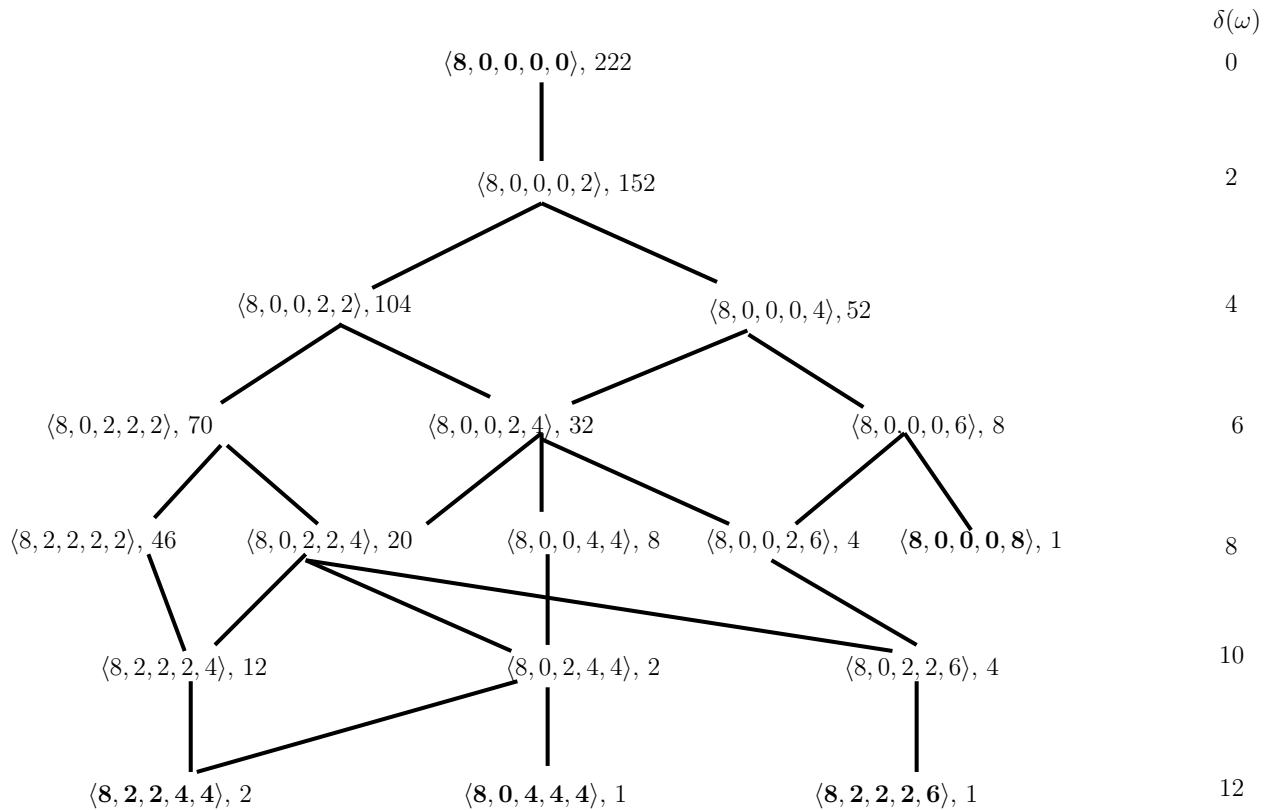 δ(ω)
⟨8, 0, 0, 0, 0⟩, 222 0
⟨8, 0, 0, 0, 2⟩, 152 2
⟨8, 0, 0, 2, 2⟩, 104 ⟨8, 0, 0, 0, 4⟩, 52 4
⟨8, 0, 2, 2, 2⟩, 70 ⟨8, 0, 0, 2, 4⟩, 32 ⟨8, 0, 0, 0, 6⟩, 8 6
⟨8, 2, 2, 2, 2⟩, 46 ⟨8, 0, 2, 2, 4⟩, 20 ⟨8, 0, 0, 4, 4⟩, 8 ⟨8, 0, 0, 2, 6⟩, 4 ⟨8, 0, 0, 0, 8⟩, 1 8
⟨8, 2, 2, 2, 4⟩, 12 ⟨8, 0, 2, 4, 4⟩, 2 ⟨8, 0, 2, 2, 6⟩, 4 10
⟨8, 2, 2, 4, 4⟩, 2 ⟨8, 0, 4, 4, 4⟩, 1 ⟨8, 2, 2, 2, 6⟩, 1 12